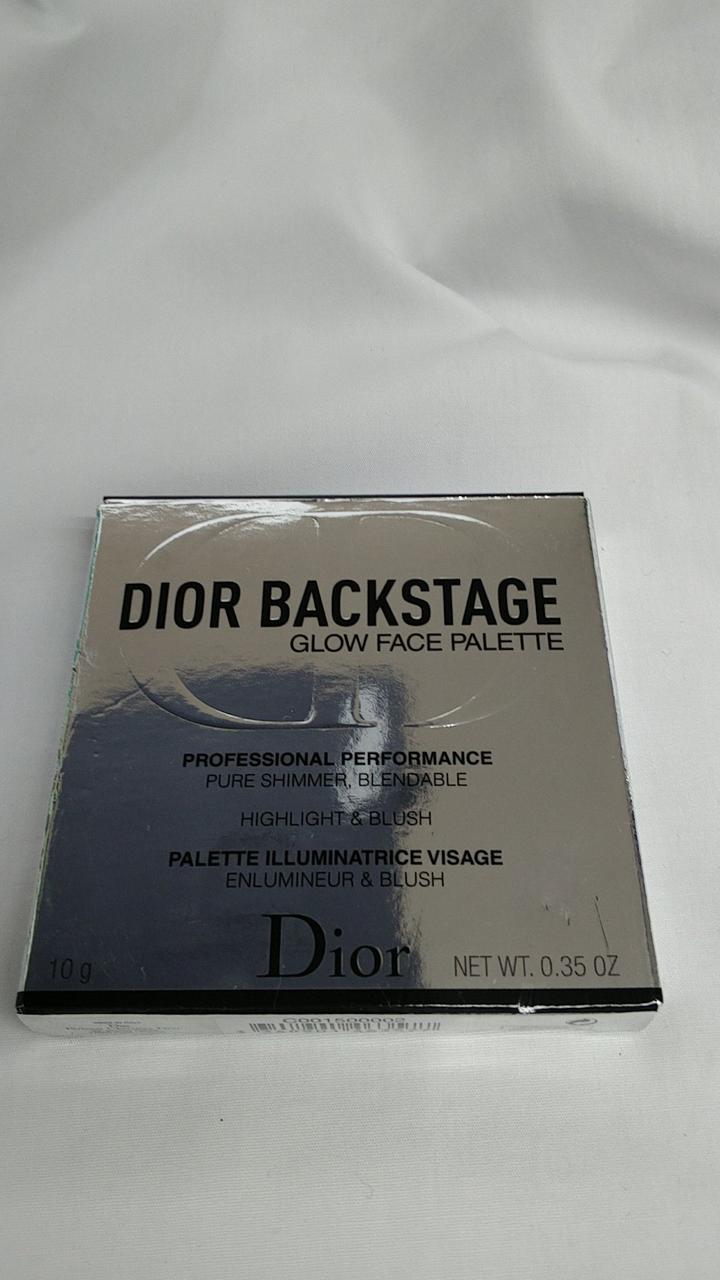 DIOR BACKSTAGE
GLOW FACE PALETTE
PROFESSIONAL PERFORMANCE
PURE SHIMMER, BLENDABLE
HIGHLIGHT & BLUSH
PALETTE ILLUMINATRICE VISAGE
ENLUMINEUR & BLUSH
Dior
10 g
NET WT. 0.35 OZ
C001500002